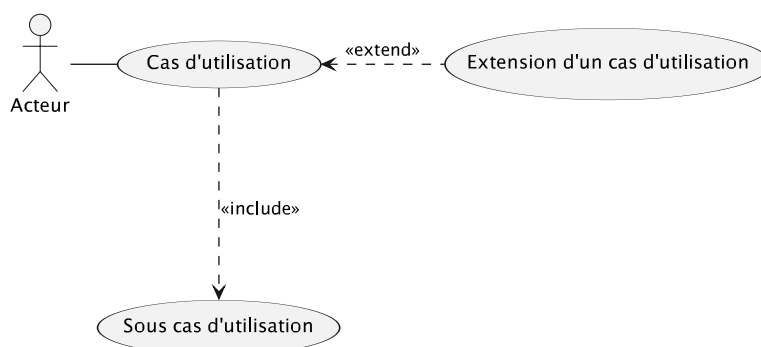 Acteur
Cas d'utilisation
«extend»
Extension d'un cas d'utilisation
«include»
Sous cas d'utilisation